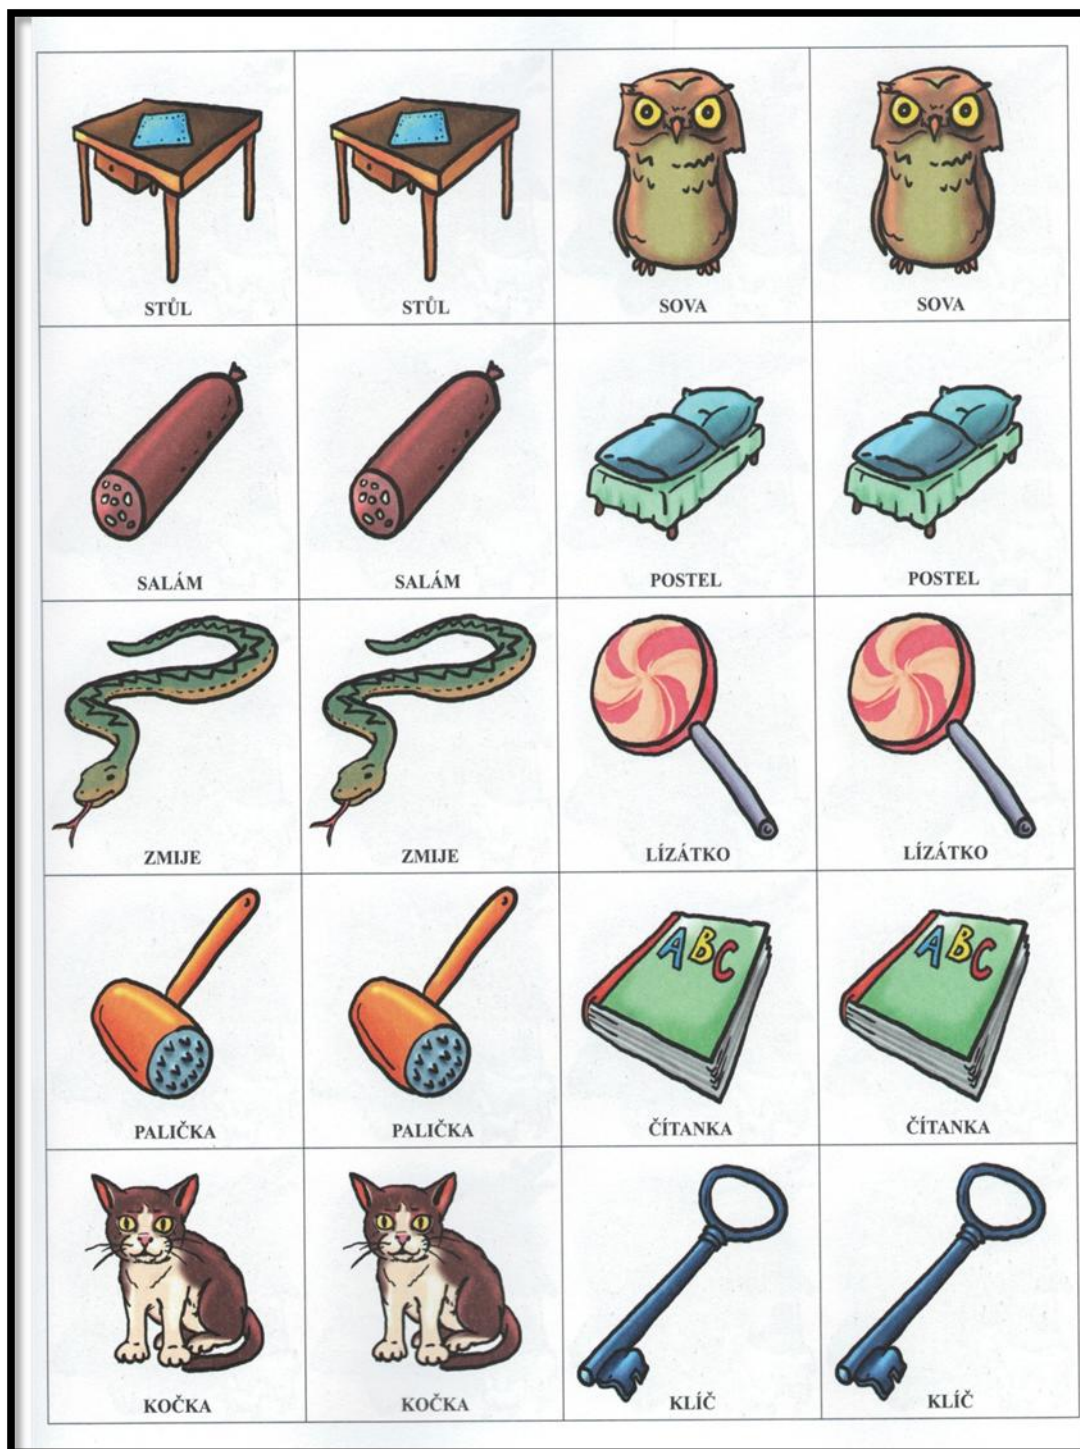 STŮL
STŮL
SOVA
SOVA
SALÁM
SALÁM
POSTEL
POSTEL
ZMIJE
ZMIJE
LÍZÁTKO
LÍZÁTKO
PALIČKA
PALIČKA
ABC
ČÍTANKA
ABC
ČÍTANKA
KOČKA
KOČKA
KLÍČ
KLÍČ